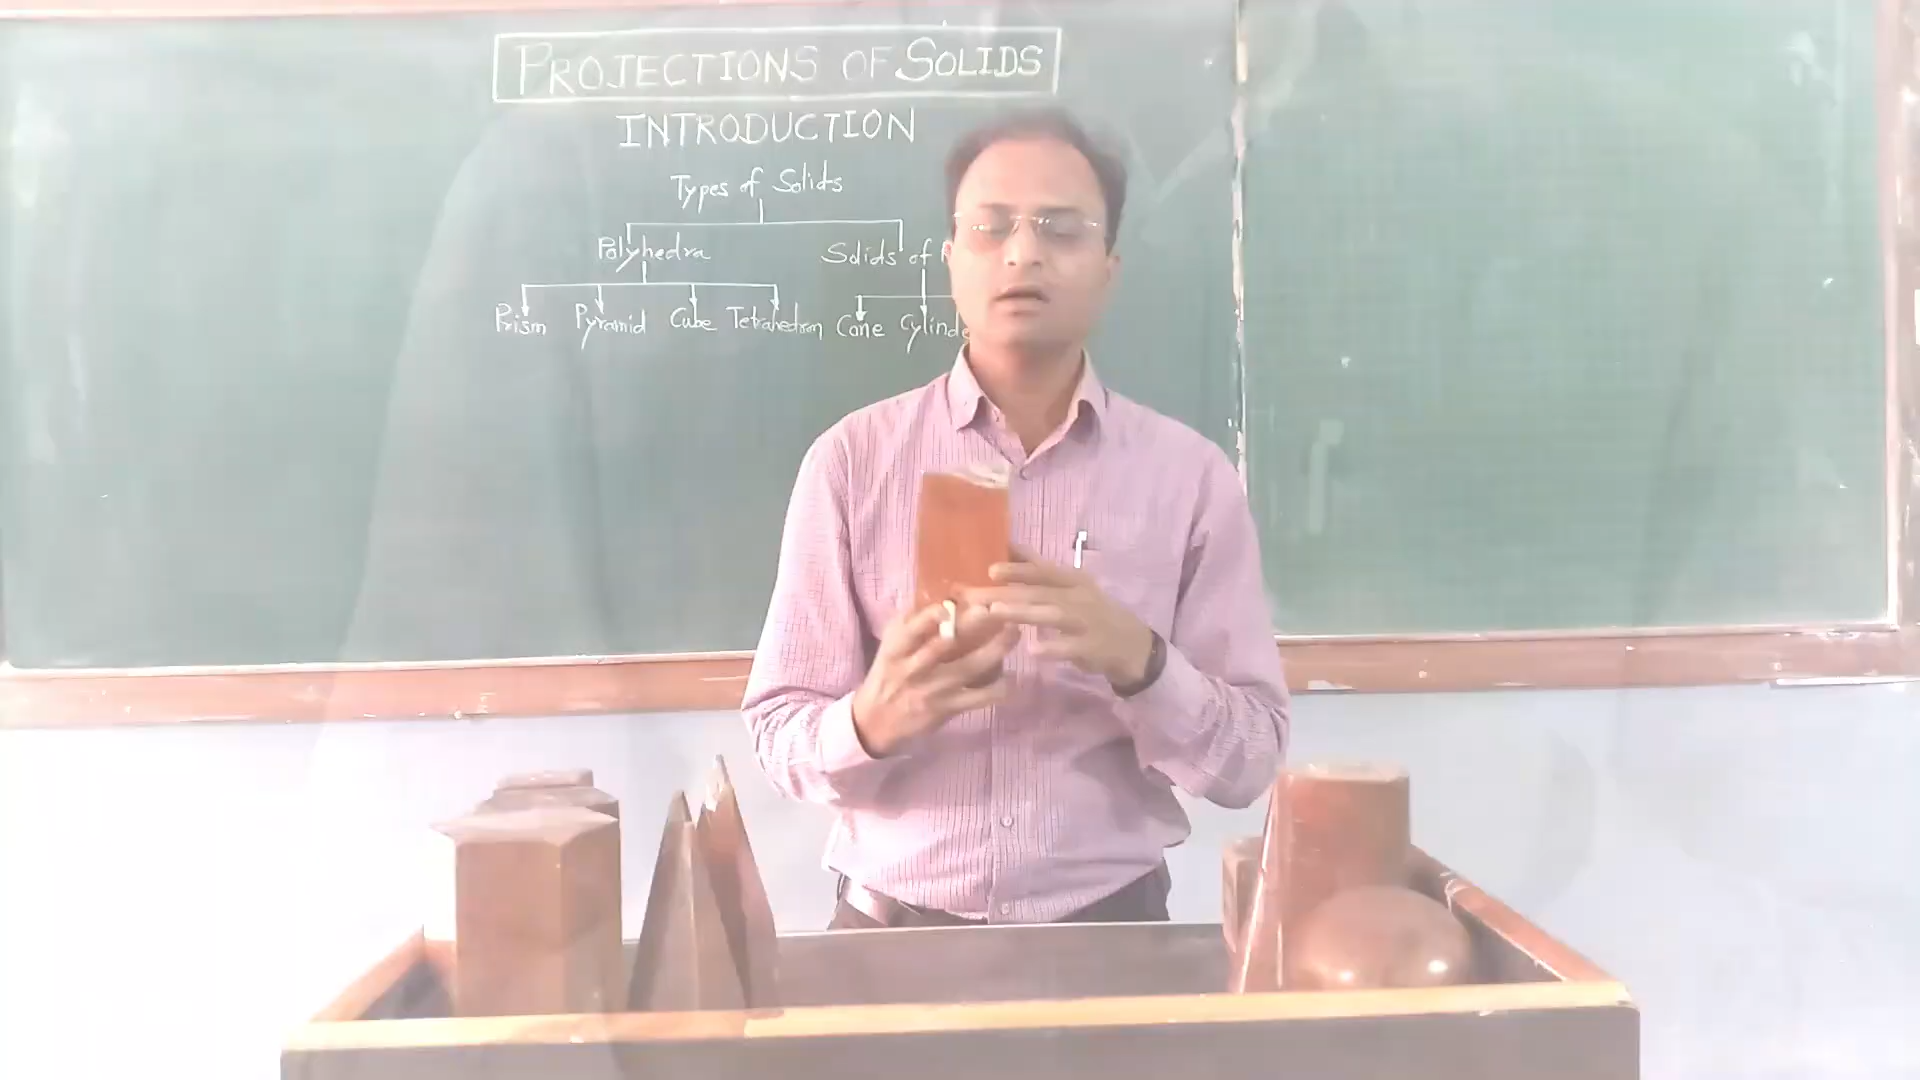 PROJECTIONS OF SOLIDS
INTRODUCTION
Types of Solids
Polyhedra Solids of
Prism Pyramid Cube Tetrahedron Cone